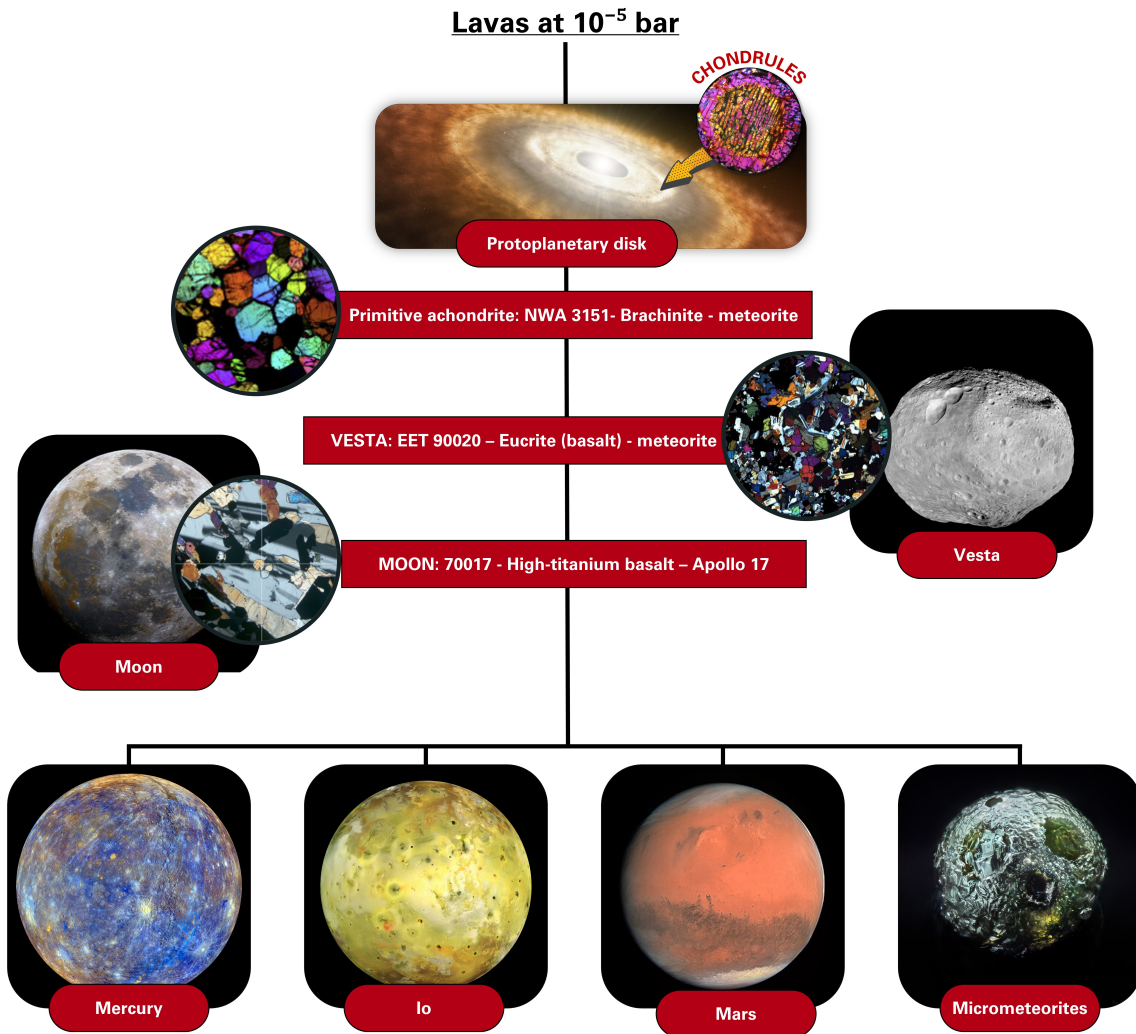 Lavas at 10⁻⁵ bar
CHONDRULES
Protoplanetary disk
Primitive achondrite: NWA 3151- Brachinite - meteorite
VESTA: EET 90020 – Eucrite (basalt) - meteorite
Vesta
MOON: 70017 - High-titanium basalt – Apollo 17
Moon
Mercury
Io
Mars
Micrometeorites